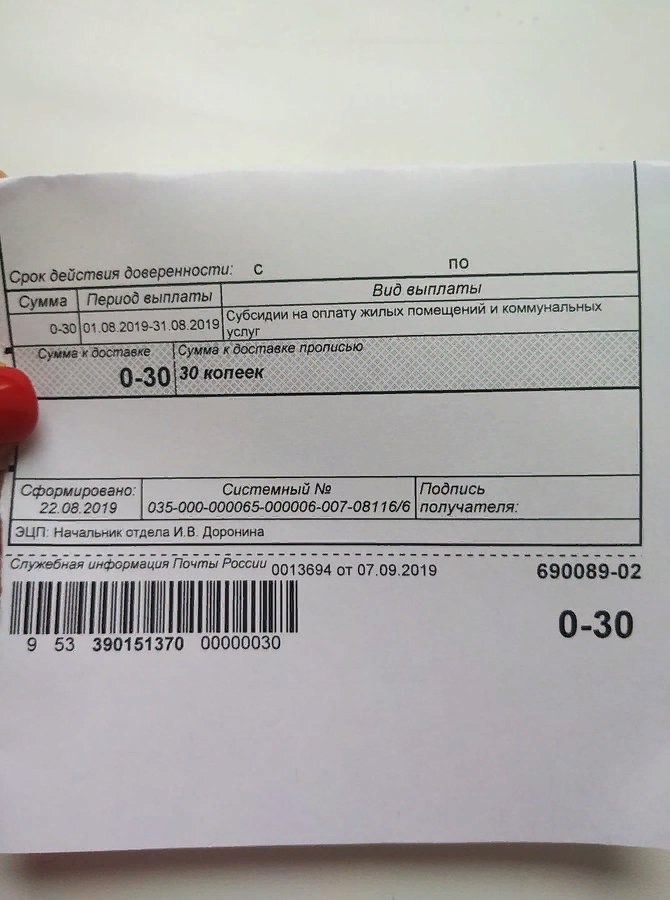 Срок действия доверенности: с по
Сумма Период выплаты Вид выплаты
0-30 01.08.2019-31.08.2019 Субсидии на оплату жилых помещений и коммунальных
услуг
Сумма к доставке Сумма к доставке прописью
0-30 30 копеек
Сформировано: Системный № Подпись
22.08.2019 035-000-000065-000006-007-08116/6 получателя:
ЭЦП: Начальник отдела И.В. Доронина
Служебная информация Почты России 0013694 от 07.09.2019 690089-02
0-30
9 53 390151370 00000030